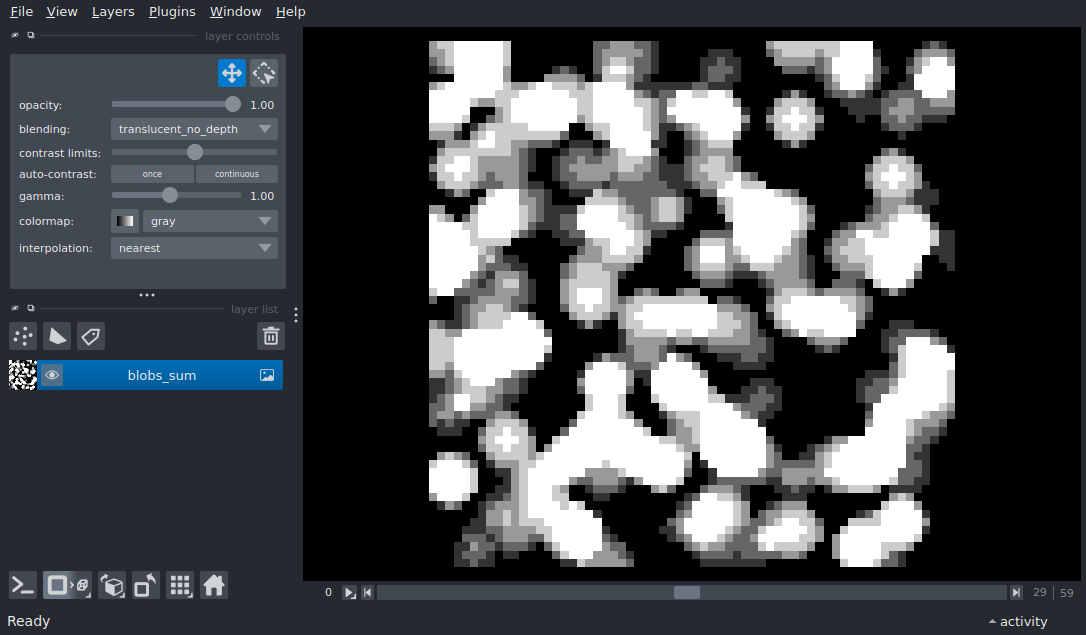 File View Layers Plugins Window Help
layer controls
opacity: 1.00
blending: translucent_no_depth
contrast limits:
auto-contrast: once continuous
gamma: 1.00
colormap: gray
interpolation: nearest
layer list
blobs_sum
0 29 59
Ready activity